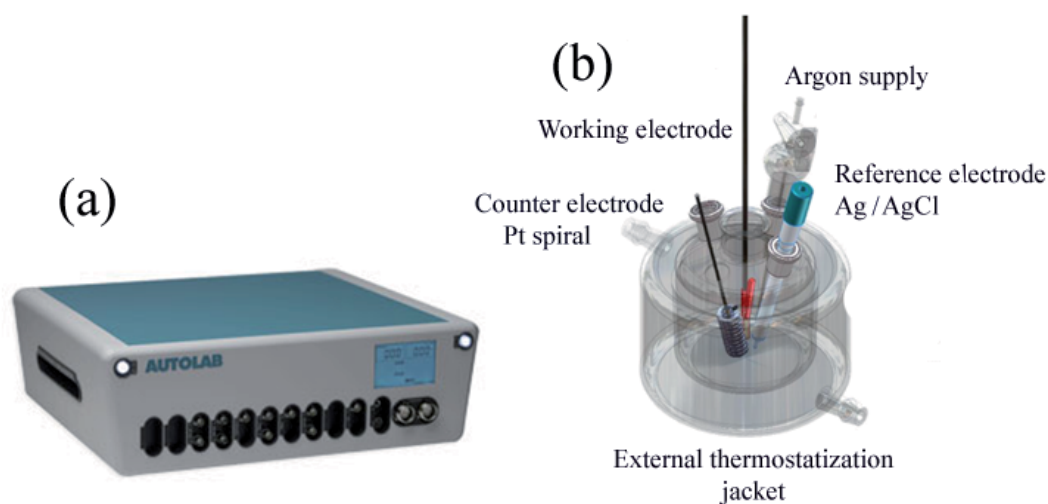 (a)
AUTOLAB
(b)
Argon supply
Working electrode
Reference electrode
Ag / AgCl
Counter electrode
Pt spiral
External thermostatization
jacket